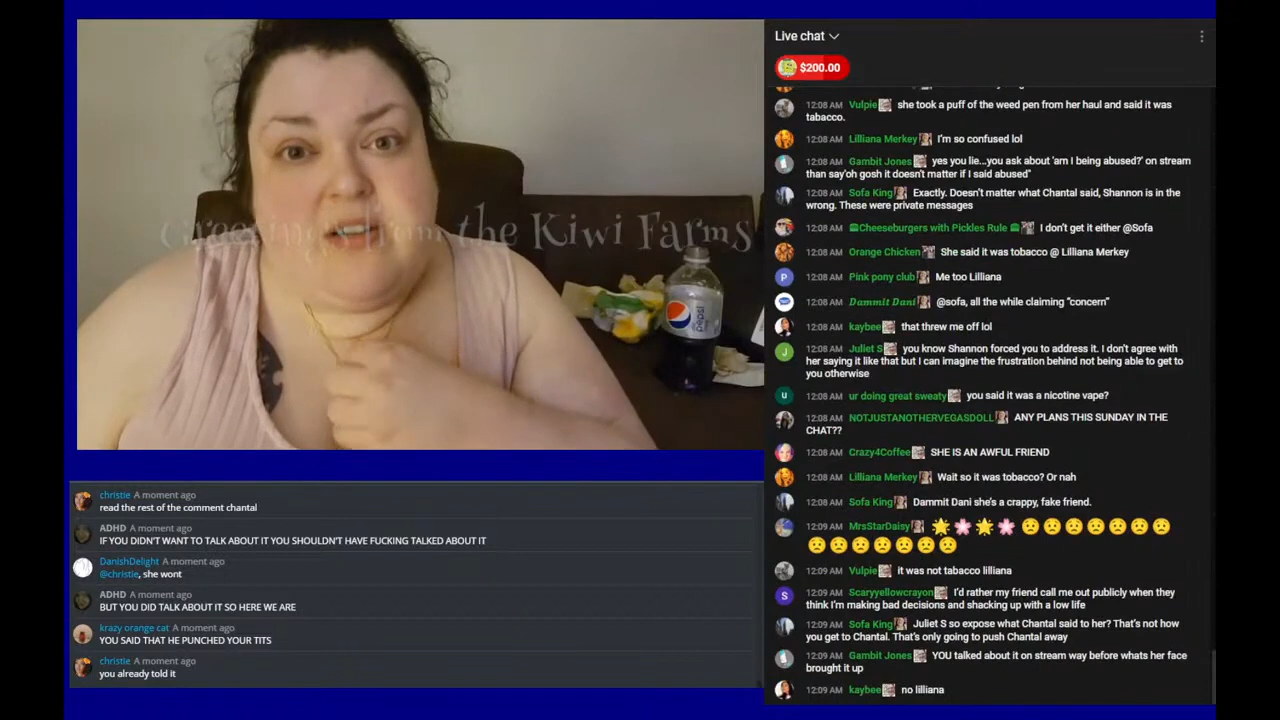 Greetings from the Kiwi Farms
pepsi
christie A moment ago
read the rest of the comment chantal
ADHD A moment ago
IF YOU DIDN'T WANT TO TALK ABOUT IT YOU SHOULDN'T HAVE FUCKING TALKED ABOUT IT
DanishDelight A moment ago
@christie, she wont
ADHD A moment ago
BUT YOU DID TALK ABOUT IT SO HERE WE ARE
krazy orange cat A moment ago
YOU SAID THAT HE PUNCHED YOUR TITS
christie A moment ago
you already told it
Live chat
$200.00
12:08 AM Vulpie she took a puff of the weed pen from her haul and said it was
tabacco.
12:08 AM Lilliana Merkey I'm so confused lol
12:08 AM Gambit Jones yes you lie...you ask about 'am I being abused?' on stream
than say'oh gosh it doesn't matter if I said abused"
12:08 AM Sofa King Exactly. Doesn't matter what Chantal said, Shannon is in the
wrong. These were private messages
12:08 AM 🍔Cheeseburgers with Pickles Rule 🍔 I don't get it either @Sofa
12:08 AM Orange Chicken She said it was tobacco @ Lilliana Merkey
12:08 AM Pink pony club Me too Lilliana
12:08 AM Dammit Dani @sofa, all the while claiming “concern”
12:08 AM kaybee that threw me off lol
12:08 AM Juliet S you know Shannon forced you to address it. I don't agree with
her saying it like that but I can imagine the frustration behind not being able to get to
you otherwise
u
12:08 AM ur doing great sweaty you said it was a nicotine vape?
12:08 AM NOTJUSTANOTHERVEGASDOLL ANY PLANS THIS SUNDAY IN THE
CHAT??
12:08 AM Crazy4Coffee SHE IS AN AWFUL FRIEND
12:08 AM Lilliana Merkey Wait so it was tobacco? Or nah
12:08 AM Sofa King Dammit Dani she's a crappy, fake friend.
12:09 AM MrsStarDaisy 🌟🌸🌟🌸😟😟😟😟😟😟😟
😟😟😟😟😟😟😟
12:09 AM Vulpie it was not tabacco lilliana
12:09 AM Scaryyellowcrayon I'd rather my friend call me out publicly when they
think I'm making bad decisions and shacking up with a low life
12:09 AM Sofa King Juliet S so expose what Chantal said to her? That's not how
you get to Chantal. That's only going to push Chantal away
12:09 AM Gambit Jones YOU talked about it on stream way before whats her face
brought it up
12:09 AM kaybee no lilliana